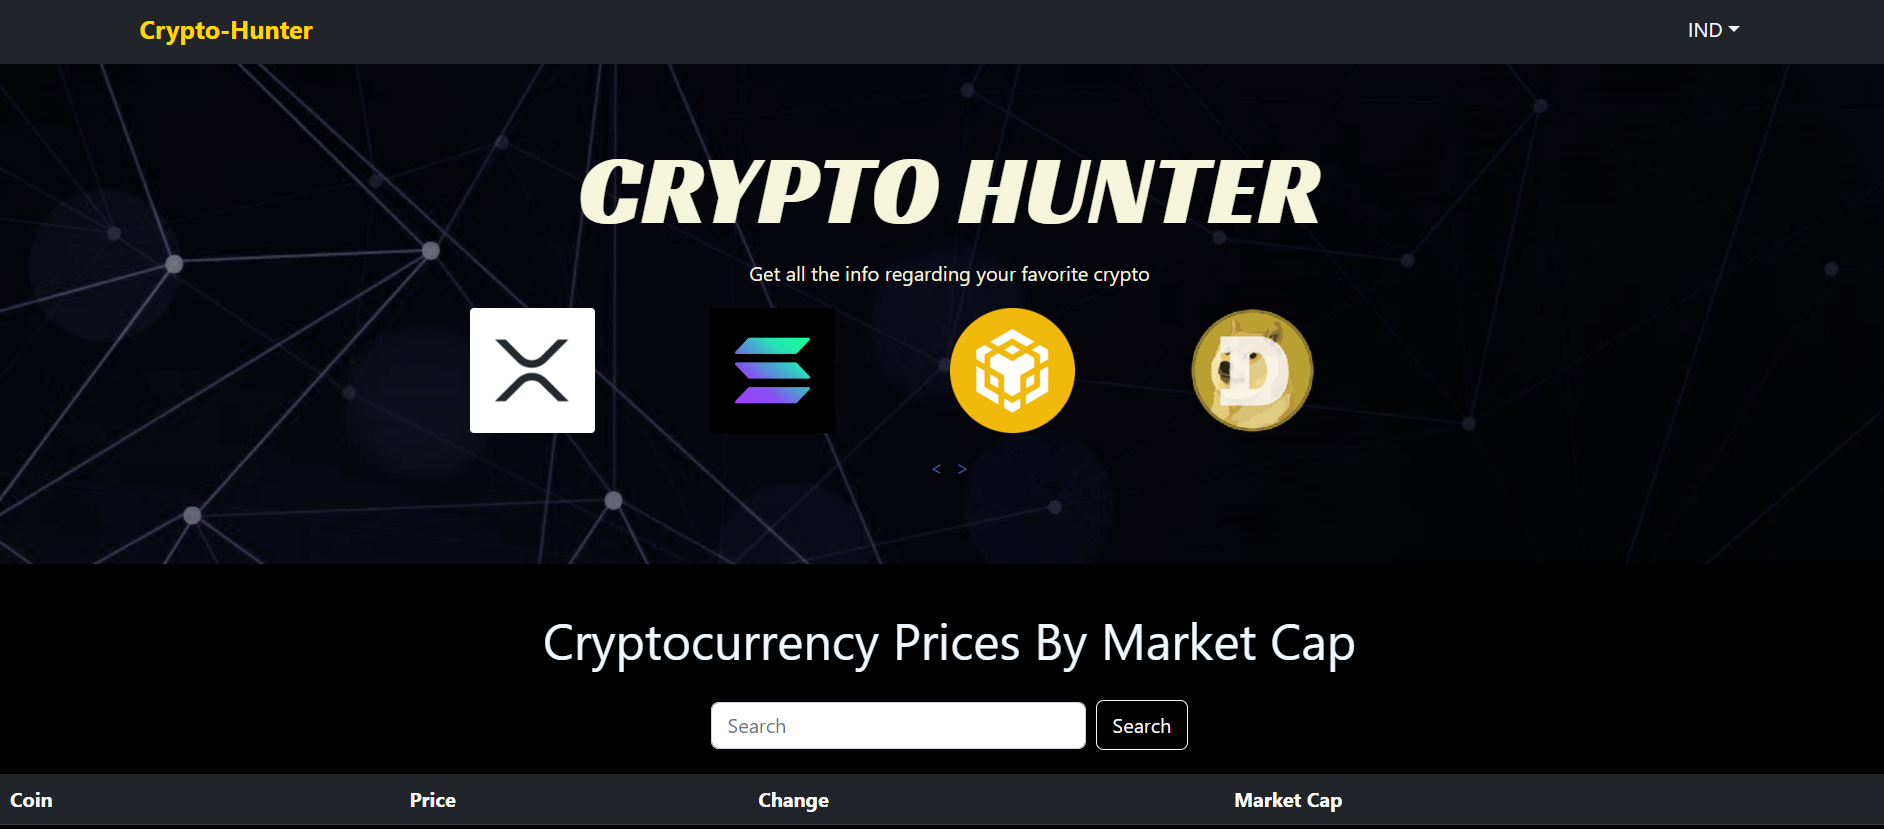 Crypto-Hunter IND
CRYPTO HUNTER
Get all the info regarding your favorite crypto
D
< >
Cryptocurrency Prices By Market Cap
Search Search
Coin Price Change Market Cap